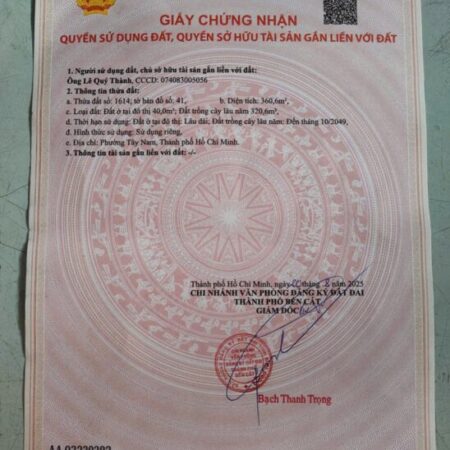 GIẤY CHỨNG NHẬN
QUYỀN SỬ DỤNG ĐẤT, QUYỀN SỞ HỮU TÀI SẢN GẮN LIỀN VỚI ĐẤT
1. Người sử dụng đất, chủ sở hữu tài sản gắn liền với đất:
Ông Lê Quý Thành, CCCD: 074083005056
2. Thông tin thửa đất:
a. Thửa đất số: 1614; tờ bản đồ số: 41, b. Diện tích: 360,6m²,
c. Loại đất: Đất ở tại đô thị 40,0m²; Đất trồng cây lâu năm 320,6m²,
d. Thời hạn sử dụng: Đất ở tại đô thị: Lâu dài; Đất trồng cây lâu năm: Đến tháng 10/2049,
đ. Hình thức sử dụng: Sử dụng riêng,
e. Địa chỉ: Phường Tây Nam, Thành phố Hồ Chí Minh.
3. Thông tin tài sản gắn liền với đất: -/-
Thành phố Hồ Chí Minh, ngày tháng 8 năm 2025
CHI NHÁNH VĂN PHÒNG ĐĂNG KÝ ĐẤT ĐAI
THÀNH PHỐ BẾN CÁT
GIÁM ĐỐC
Bạch Thanh Trọng